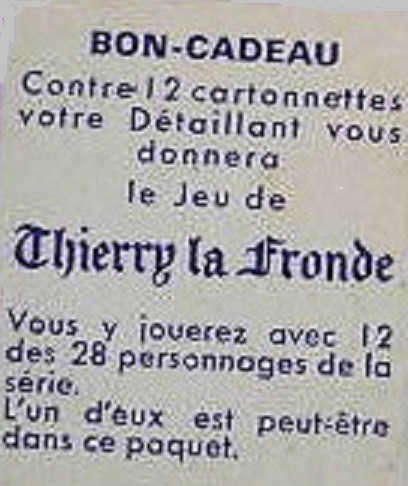 BON-CADEAU
Contre 12 cartonnettes
votre Détaillant vous
donnera
le Jeu de
Thierry la Fronde
Vous y jouerez avec 12
des 28 personnages de la
série.
L'un d'eux est peut-être
dans ce paquet.